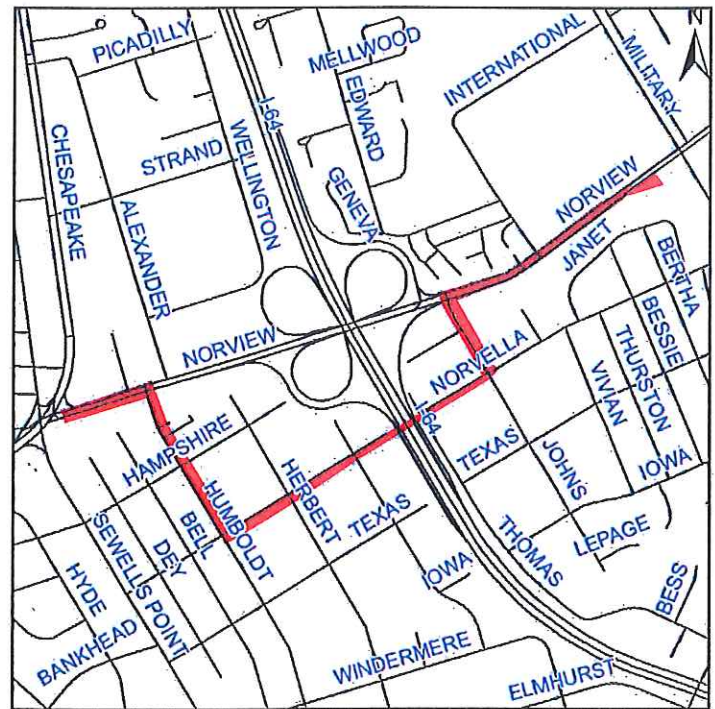 PICADILLY
MELLWOOD
INTERNATIONAL
MILITARY
N
EDWARD
I-64
CHESAPEAKE
STRAND
WELLINGTON
GENEVA
NORVIEW
ALEXANDER
JANET
BERTHA
BESSIE
NORVIEW
NORVELLA
THURSTON
VIVIAN
I-64
HAMPSHIRE
TEXAS
HERBERT
HUMBOLDT
JOHNS
IOWA
BELL
TEXAS
DEY
SEWELLS POINT
THOMAS
LEPAGE
HYDE
IOWA
BESS
BANKHEAD
WINDERMERE
ELMHURST